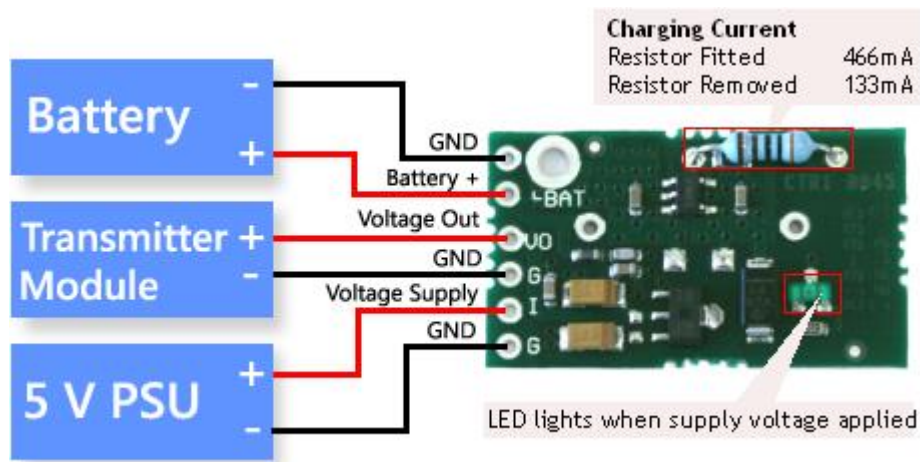 Charging Current
Resistor Fitted 466mA
Resistor Removed 133mA
Battery
-
+
GND
Battery +
BAT
Transmitter
Module
+
-
Voltage Out
GND
VO
G
Voltage Supply
GND
I
G
5 V PSU
+
-
LED lights when supply voltage applied